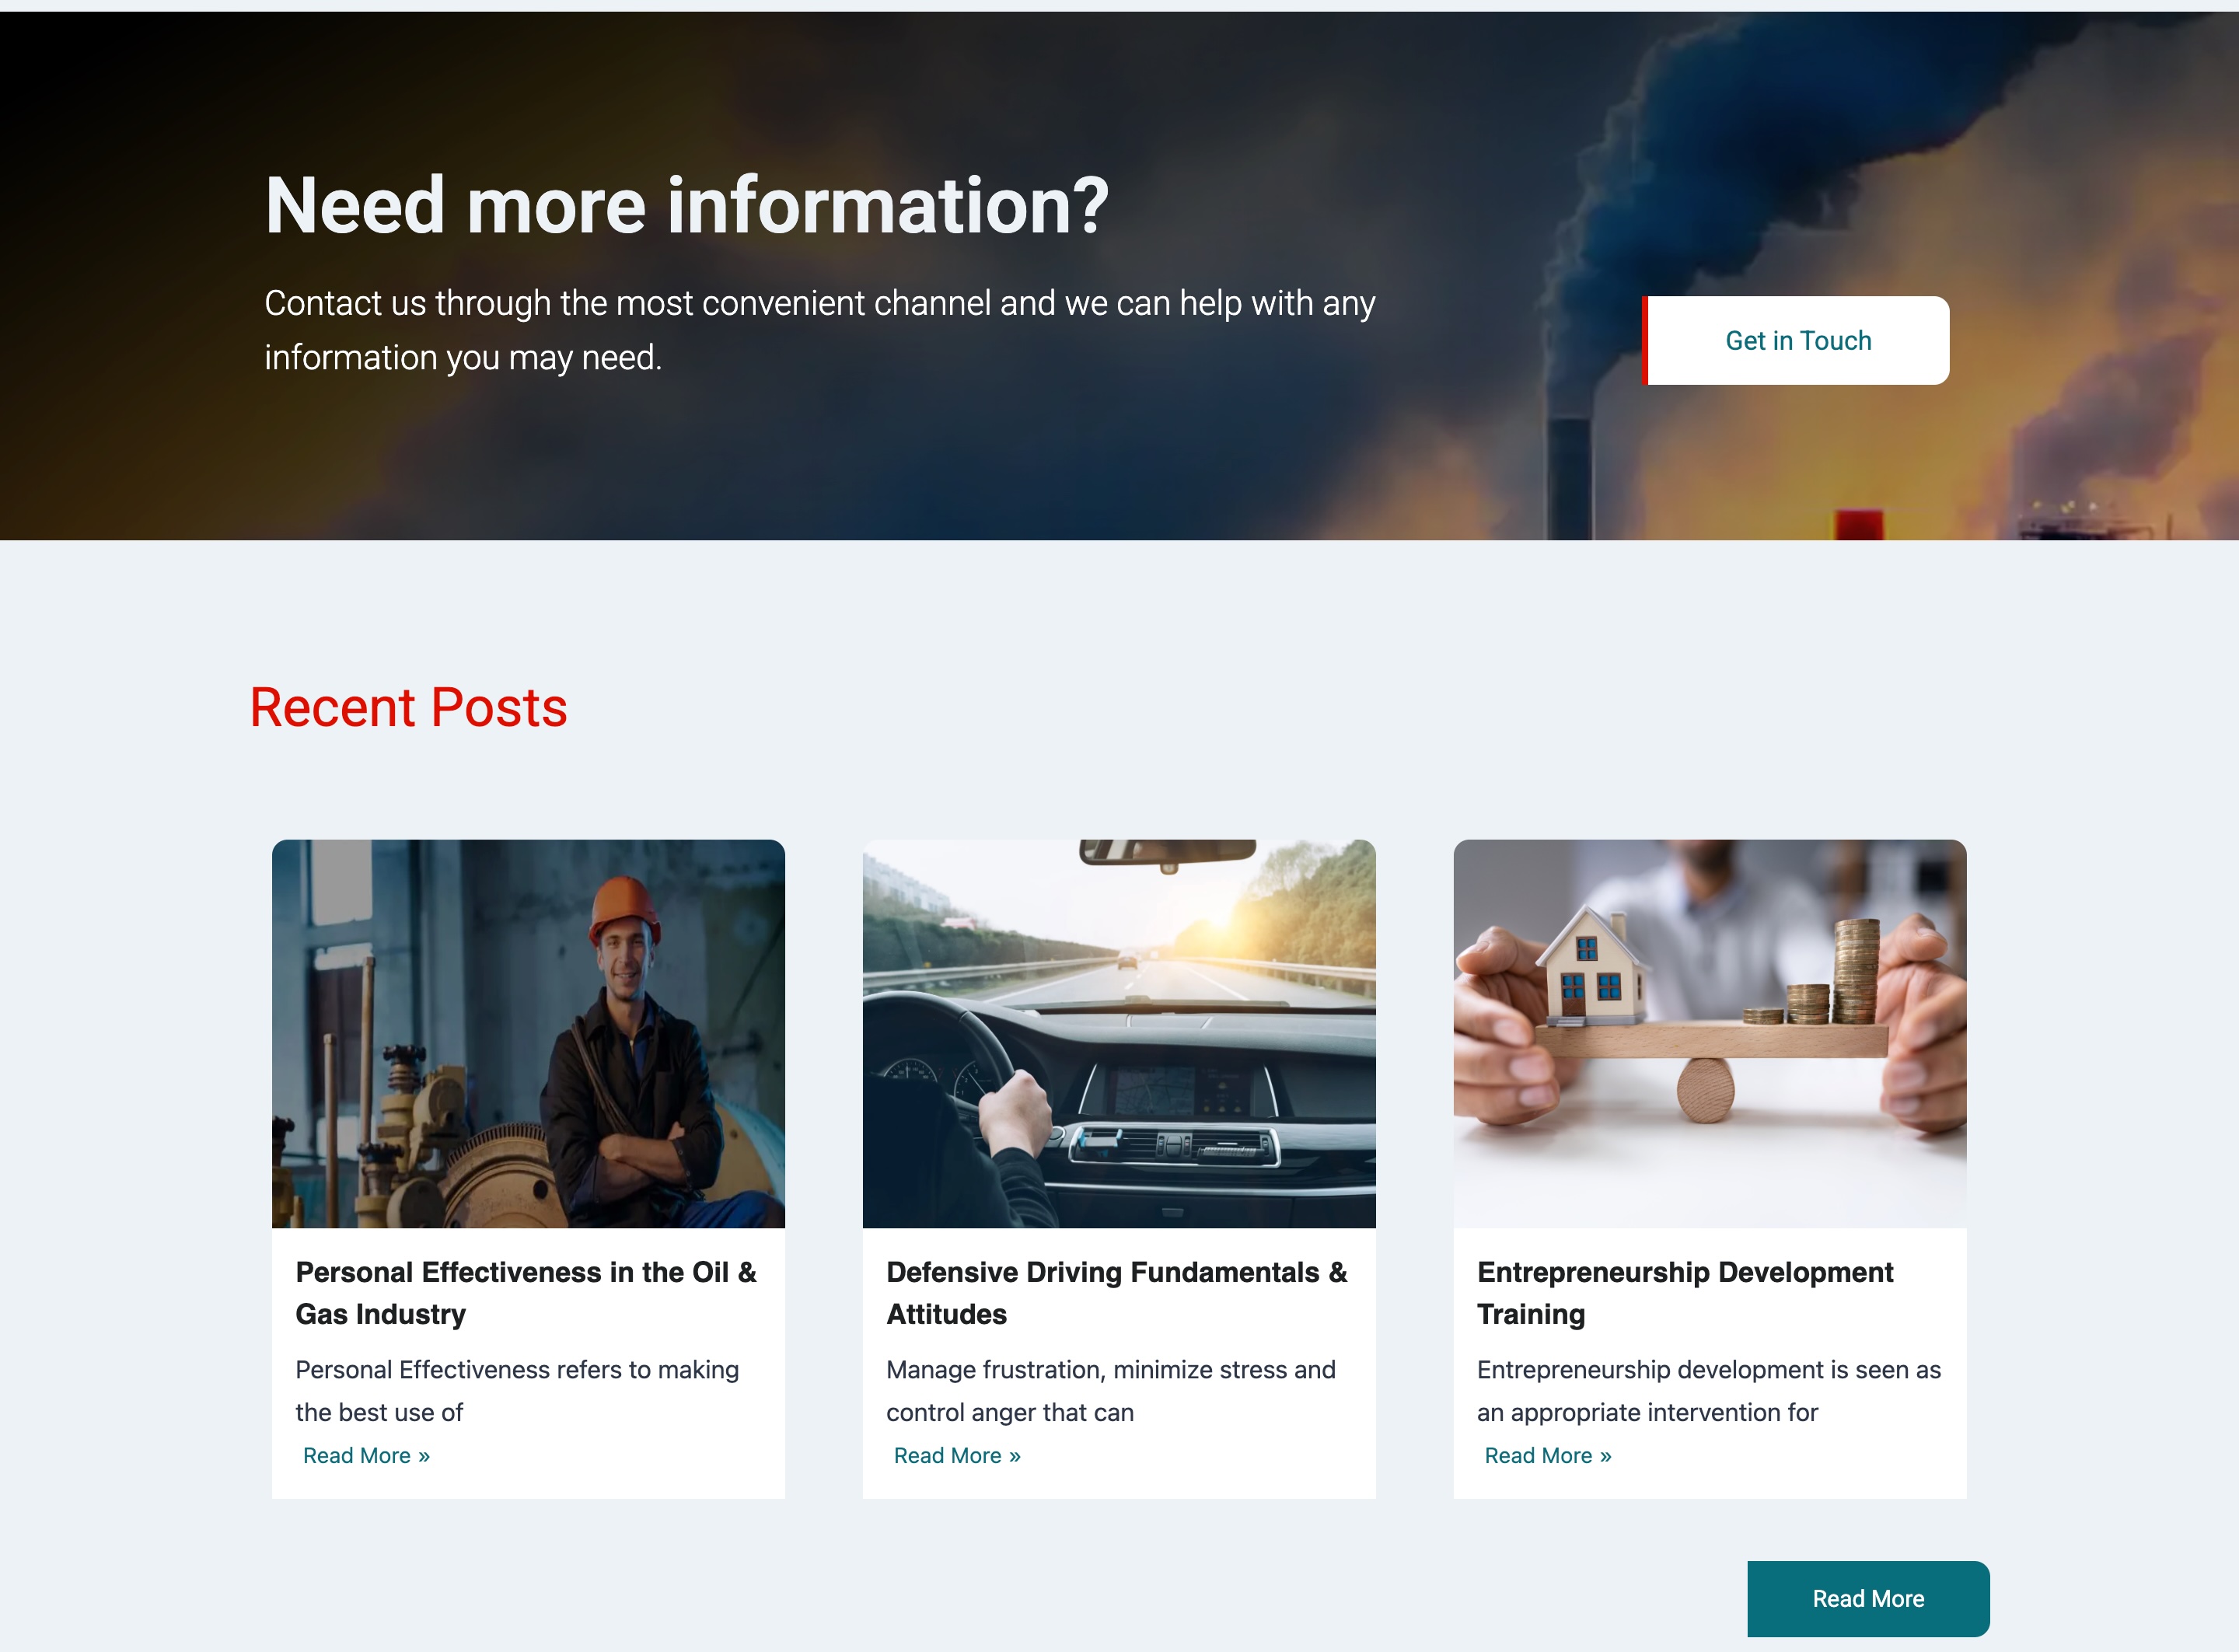 Need more information?
Contact us through the most convenient channel and we can help with any
information you may need.
Get in Touch
Recent Posts
Personal Effectiveness in the Oil &
Gas Industry
Personal Effectiveness refers to making
the best use of
Read More »
Defensive Driving Fundamentals &
Attitudes
Manage frustration, minimize stress and
control anger that can
Read More »
Entrepreneurship Development
Training
Entrepreneurship development is seen as
an appropriate intervention for
Read More »
Read More